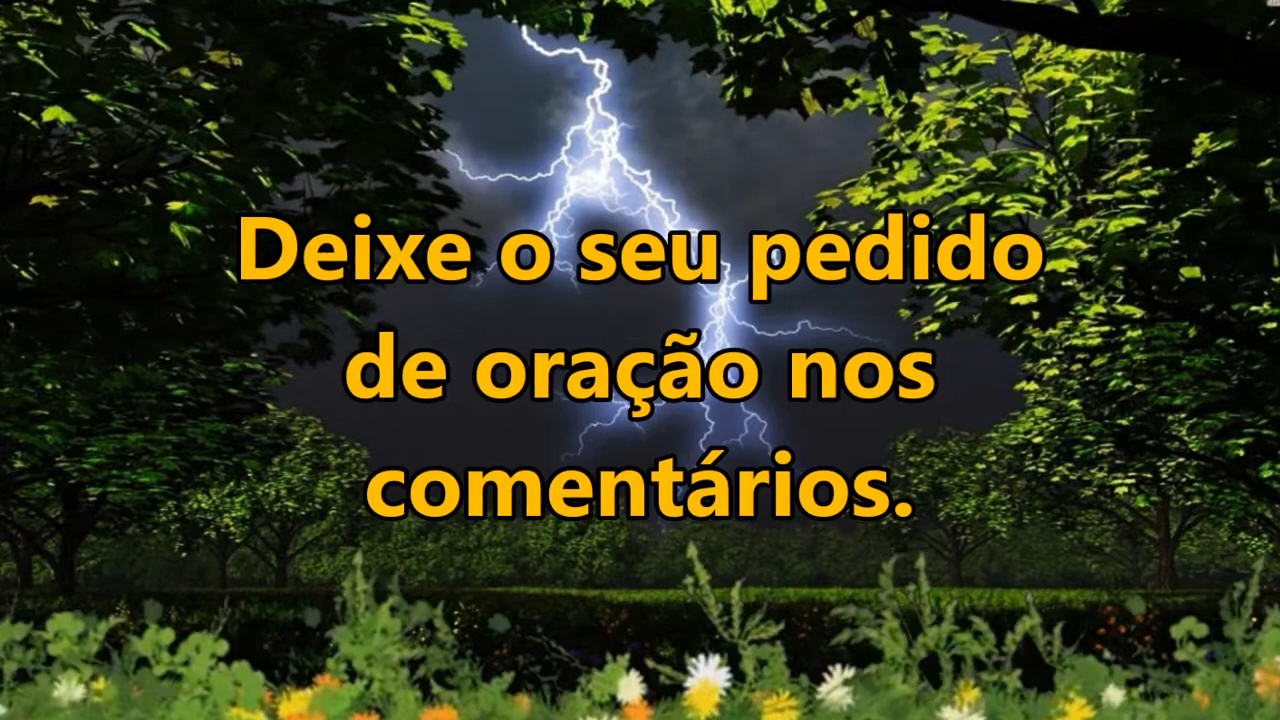 Deixe o seu pedido
de oração nos
comentários.